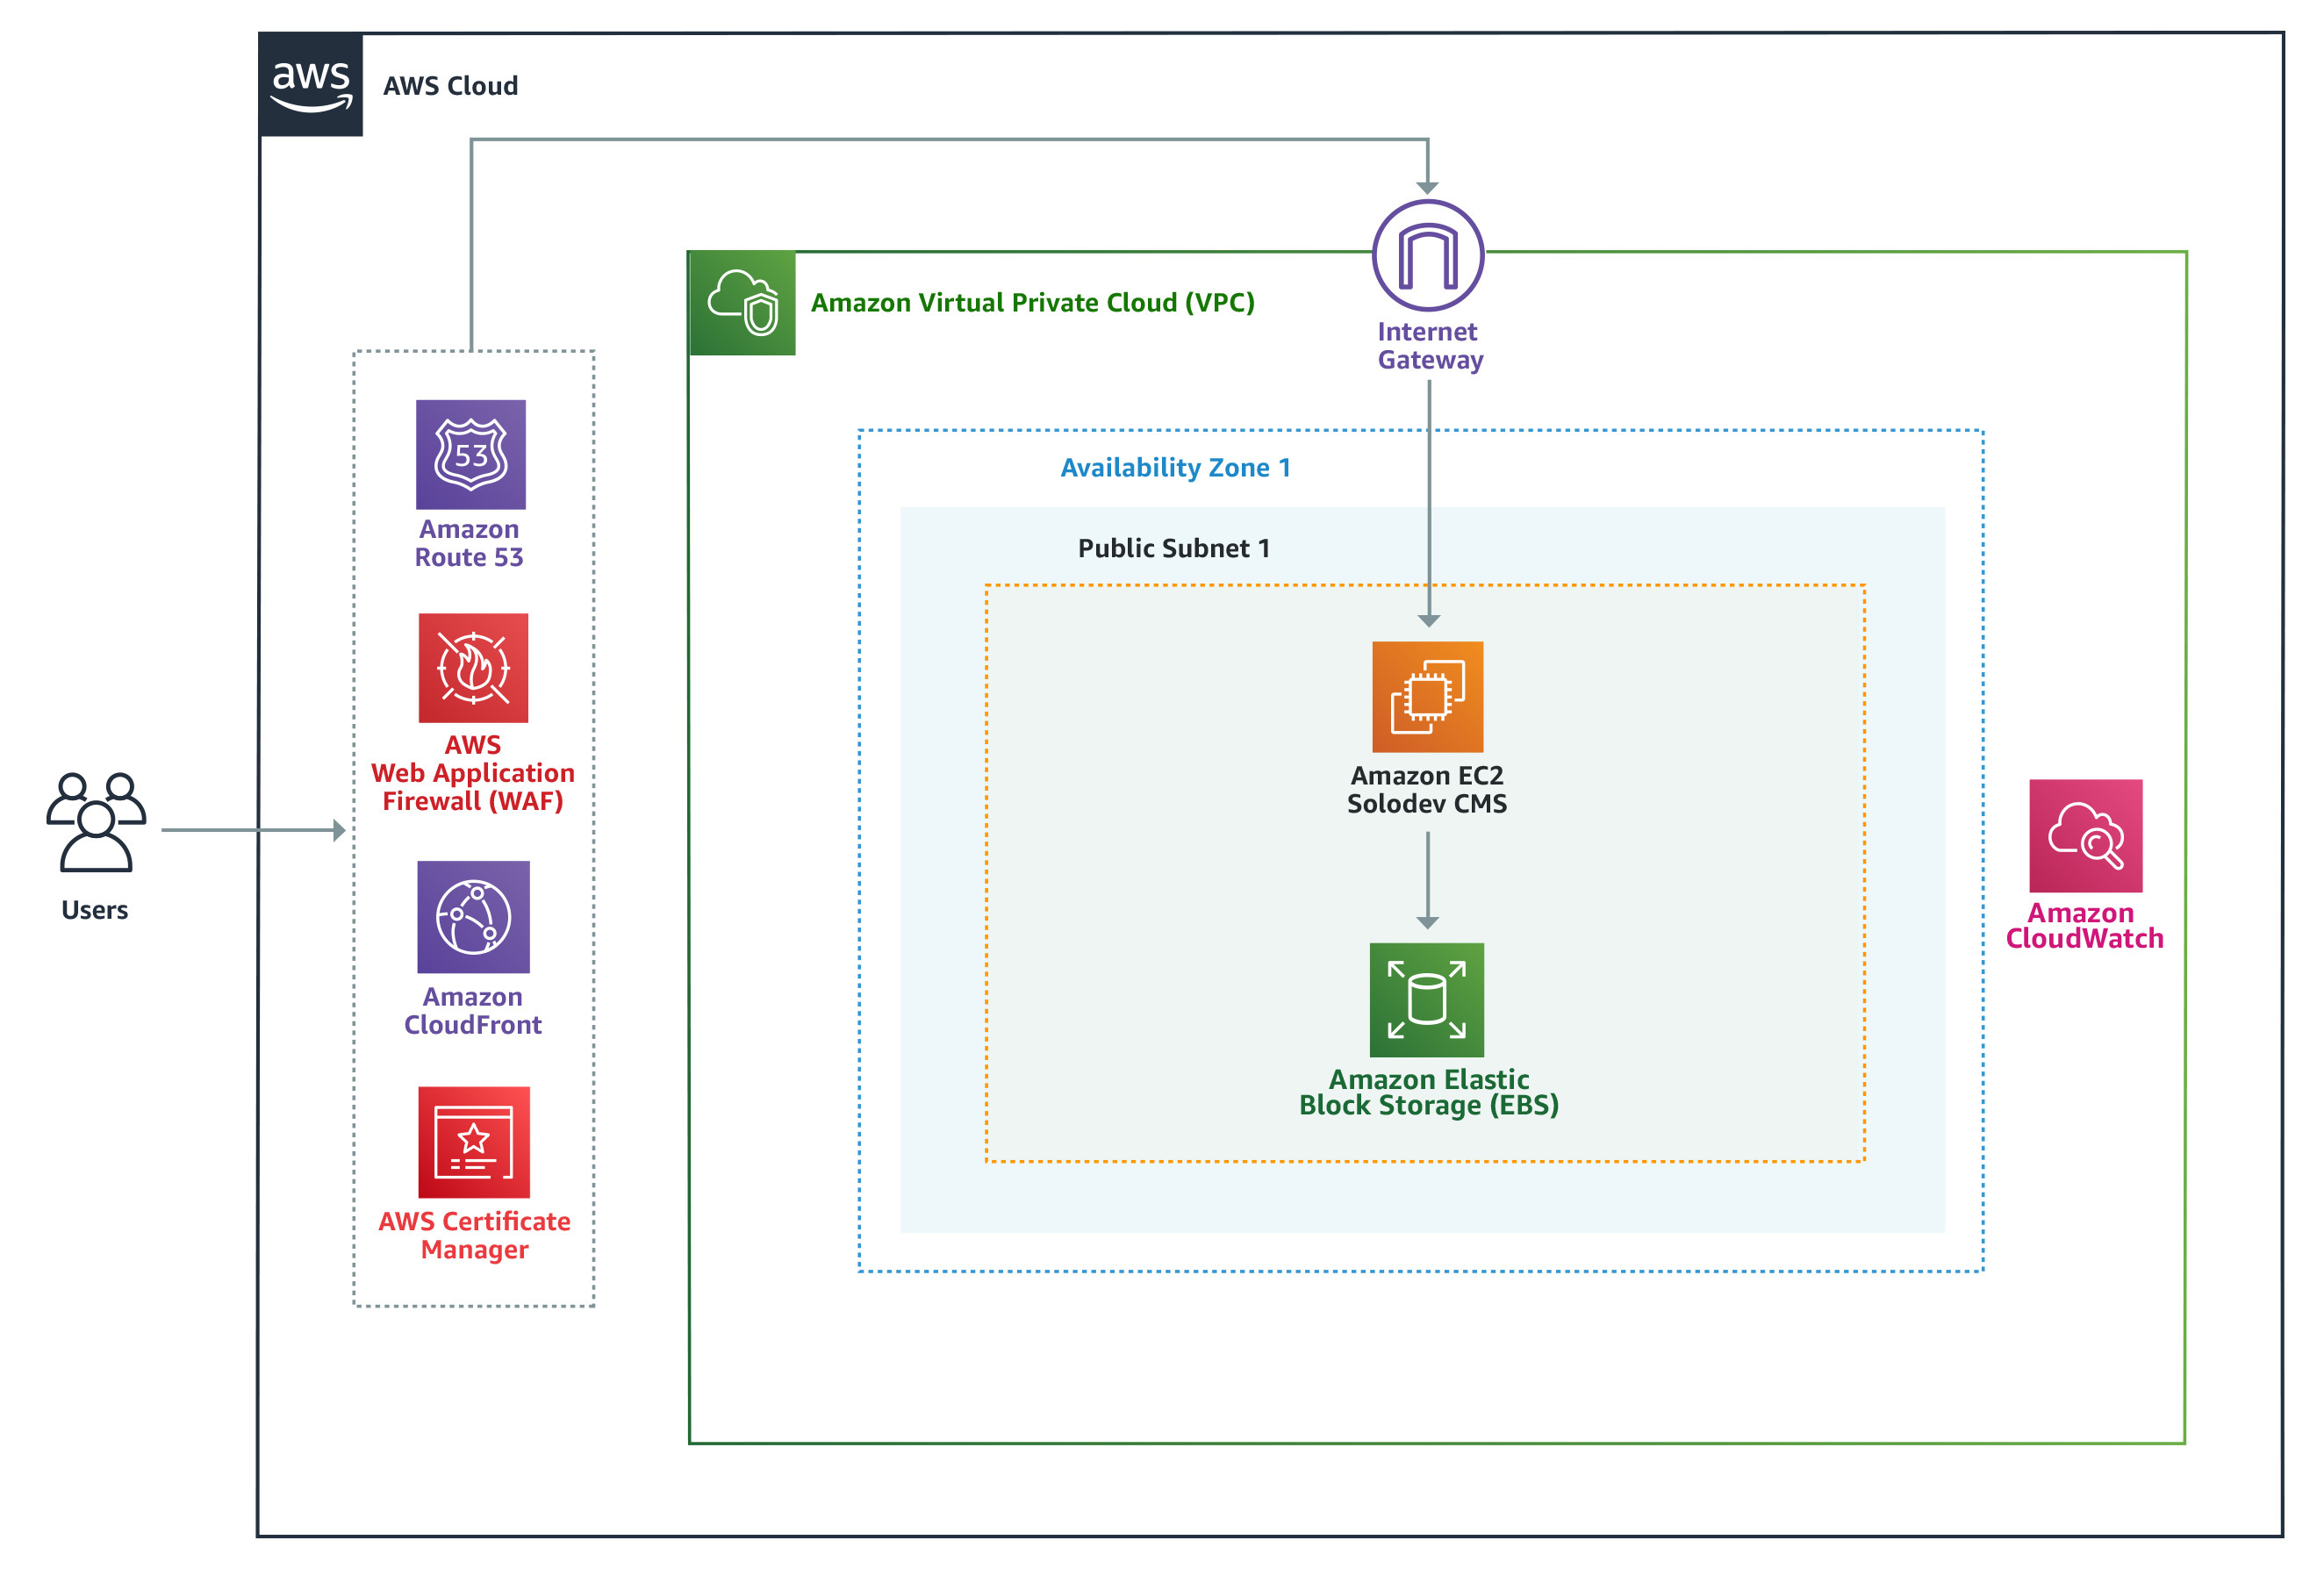 aws
AWS Cloud
Amazon Virtual Private Cloud (VPC)
Internet
Gateway
Availability Zone 1
Public Subnet 1
53
Amazon
Route 53
AWS
Web Application
Firewall (WAF)
Users
Amazon
CloudFront
AWS Certificate
Manager
Amazon EC2
Solodev CMS
Amazon Elastic
Block Storage (EBS)
Amazon
CloudWatch